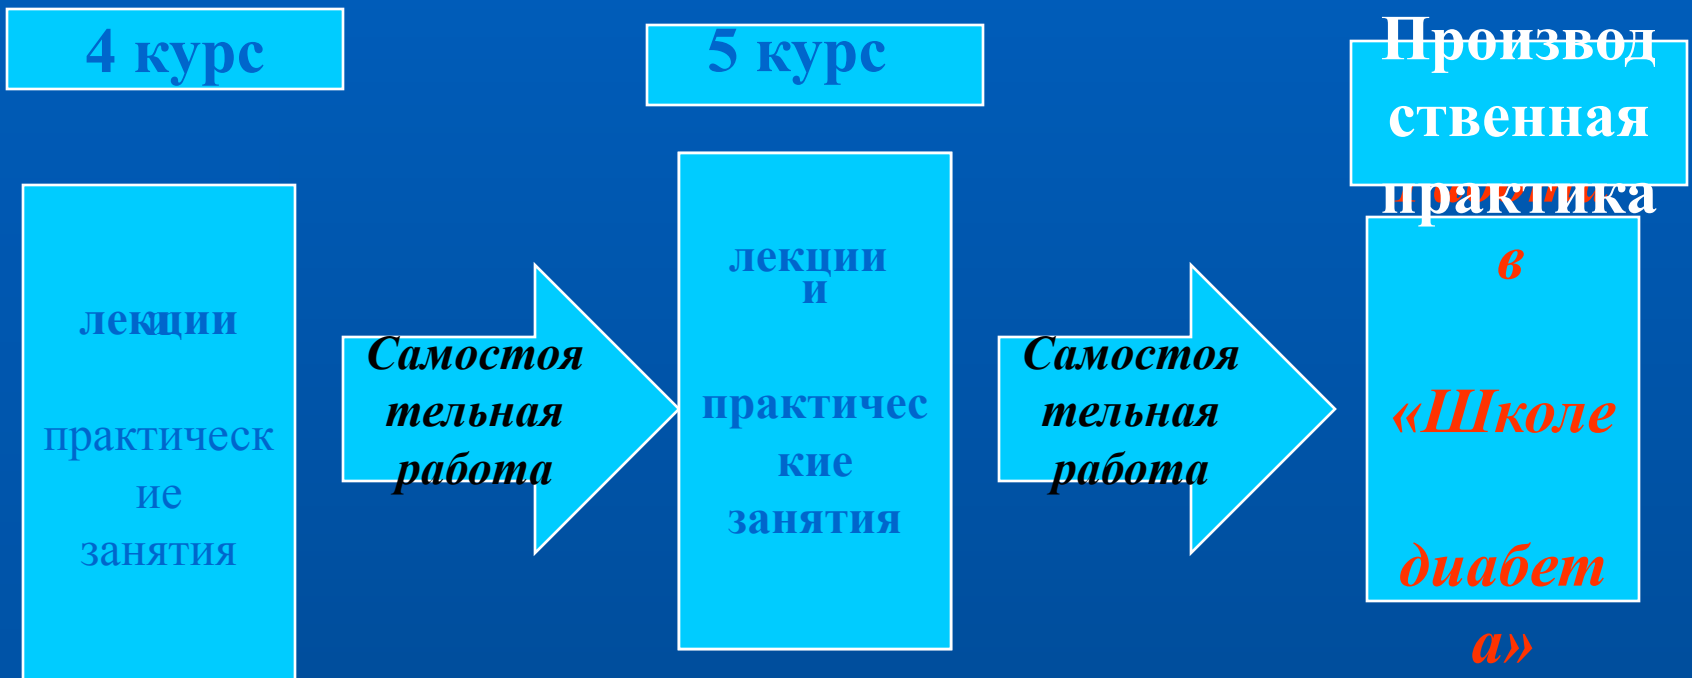 4 курс
лекции
и
практическ
ие
занятия
Самостоя
тельная
работа
5 курс
лекции
и
практичес
кие
занятия
Самостоя
тельная
работа
Производ
ственная
практика
в
«Школе
диабет
а»